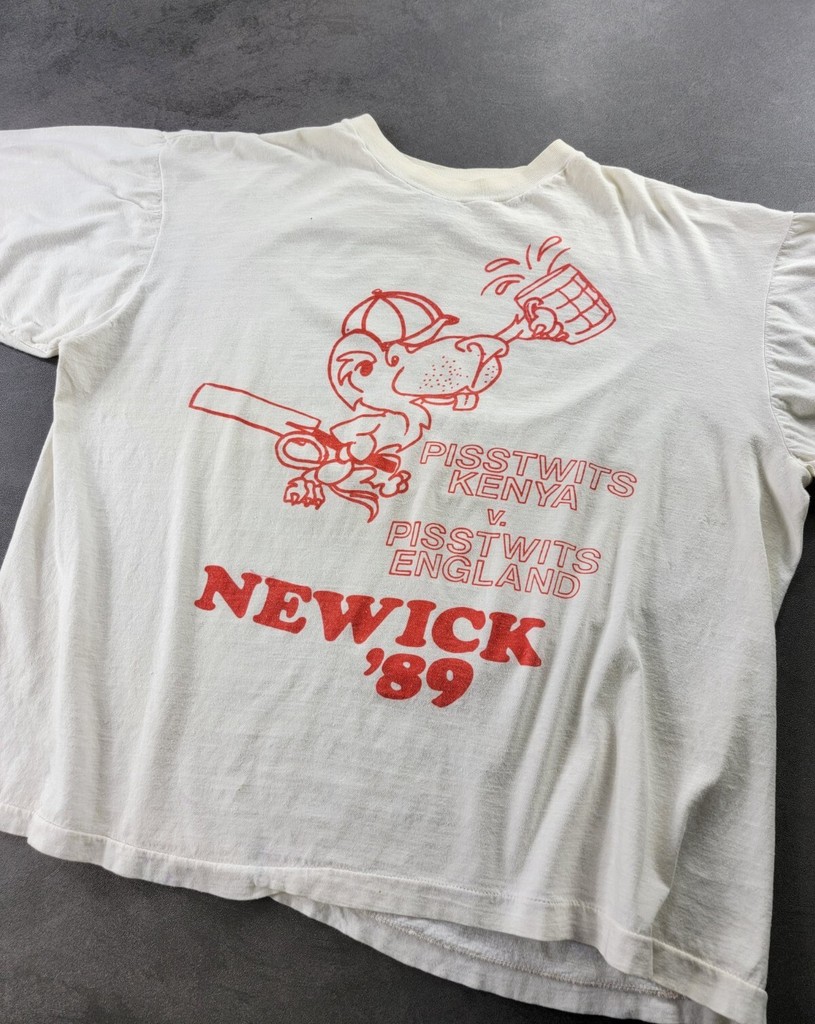 PISSTWITS
KENYA
v.
PISSTWITS
ENGLAND
NEWICK
'89